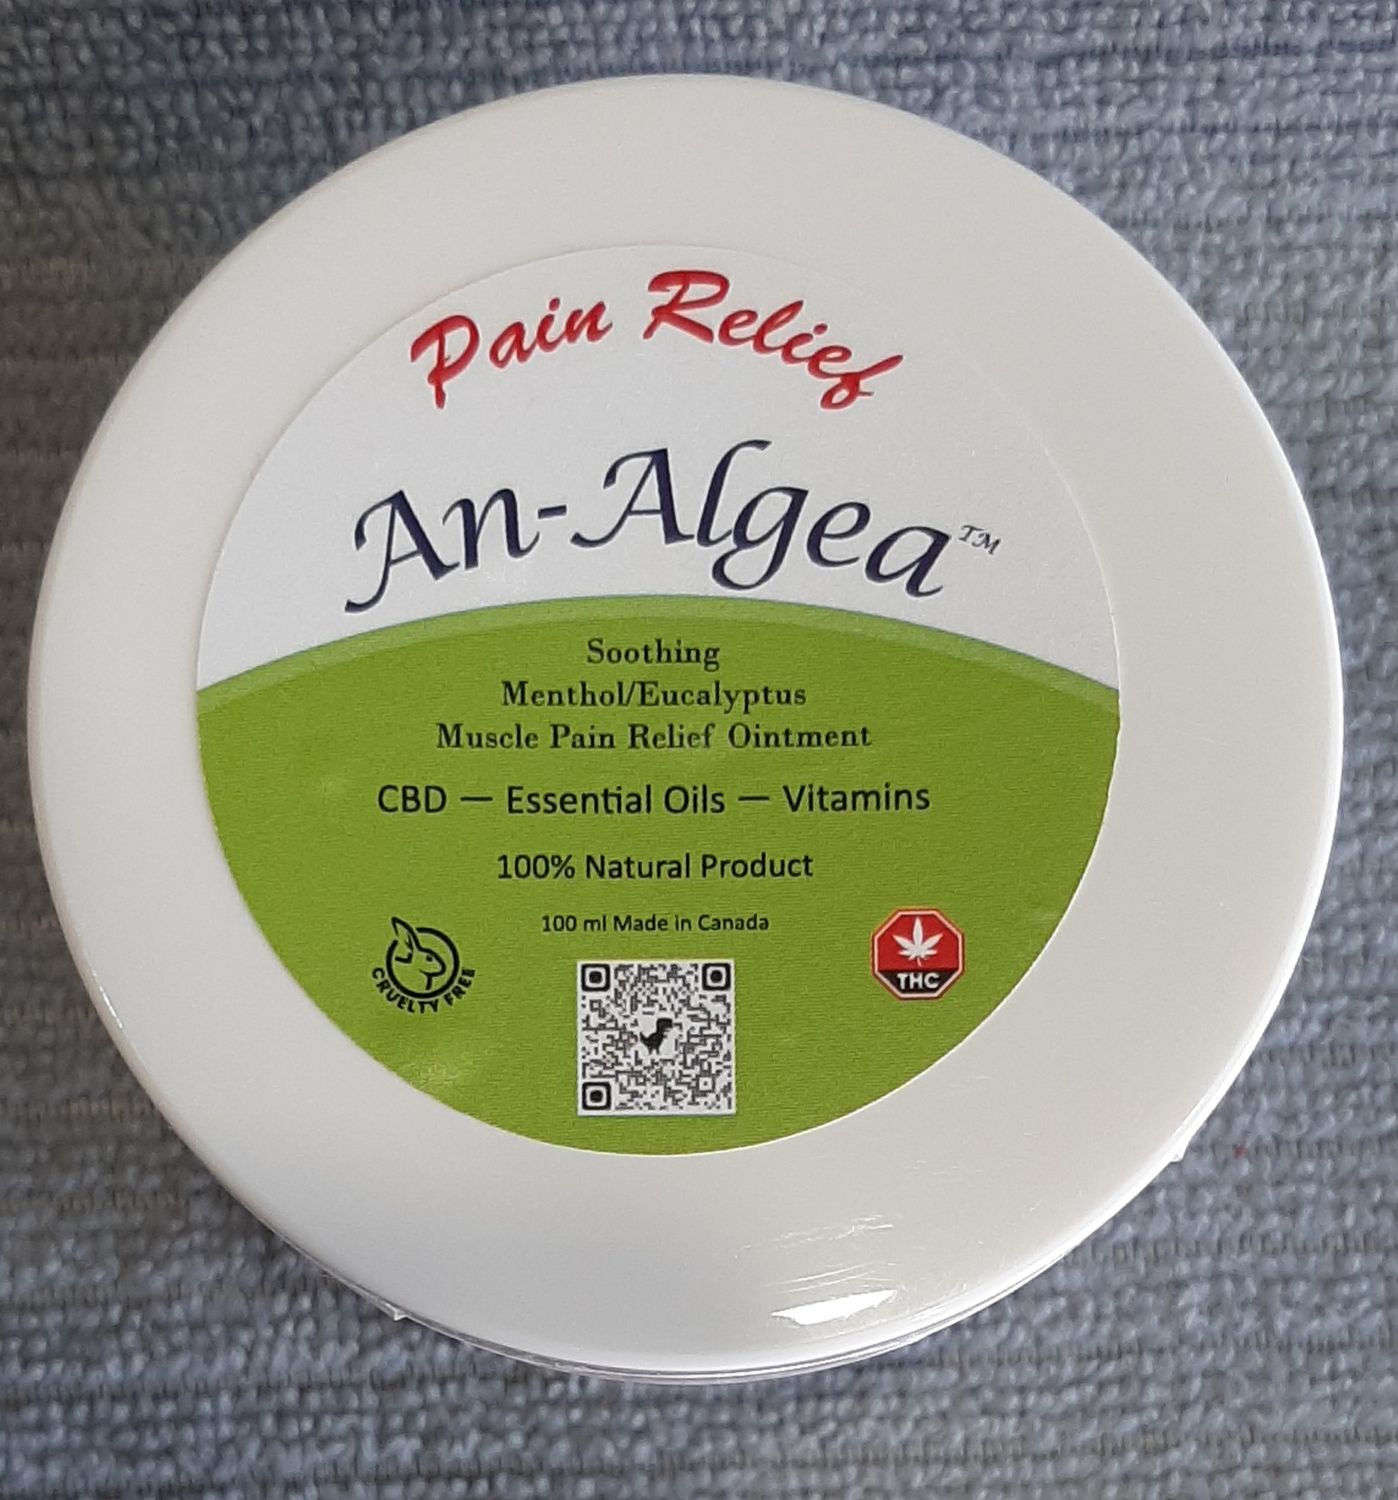 Pain Relief
An-Algea™
Soothing
Menthol/Eucalyptus
Muscle Pain Relief Ointment
CBD — Essential Oils — Vitamins
100% Natural Product
100 ml Made in Canada
CRUELTY FREE
THC